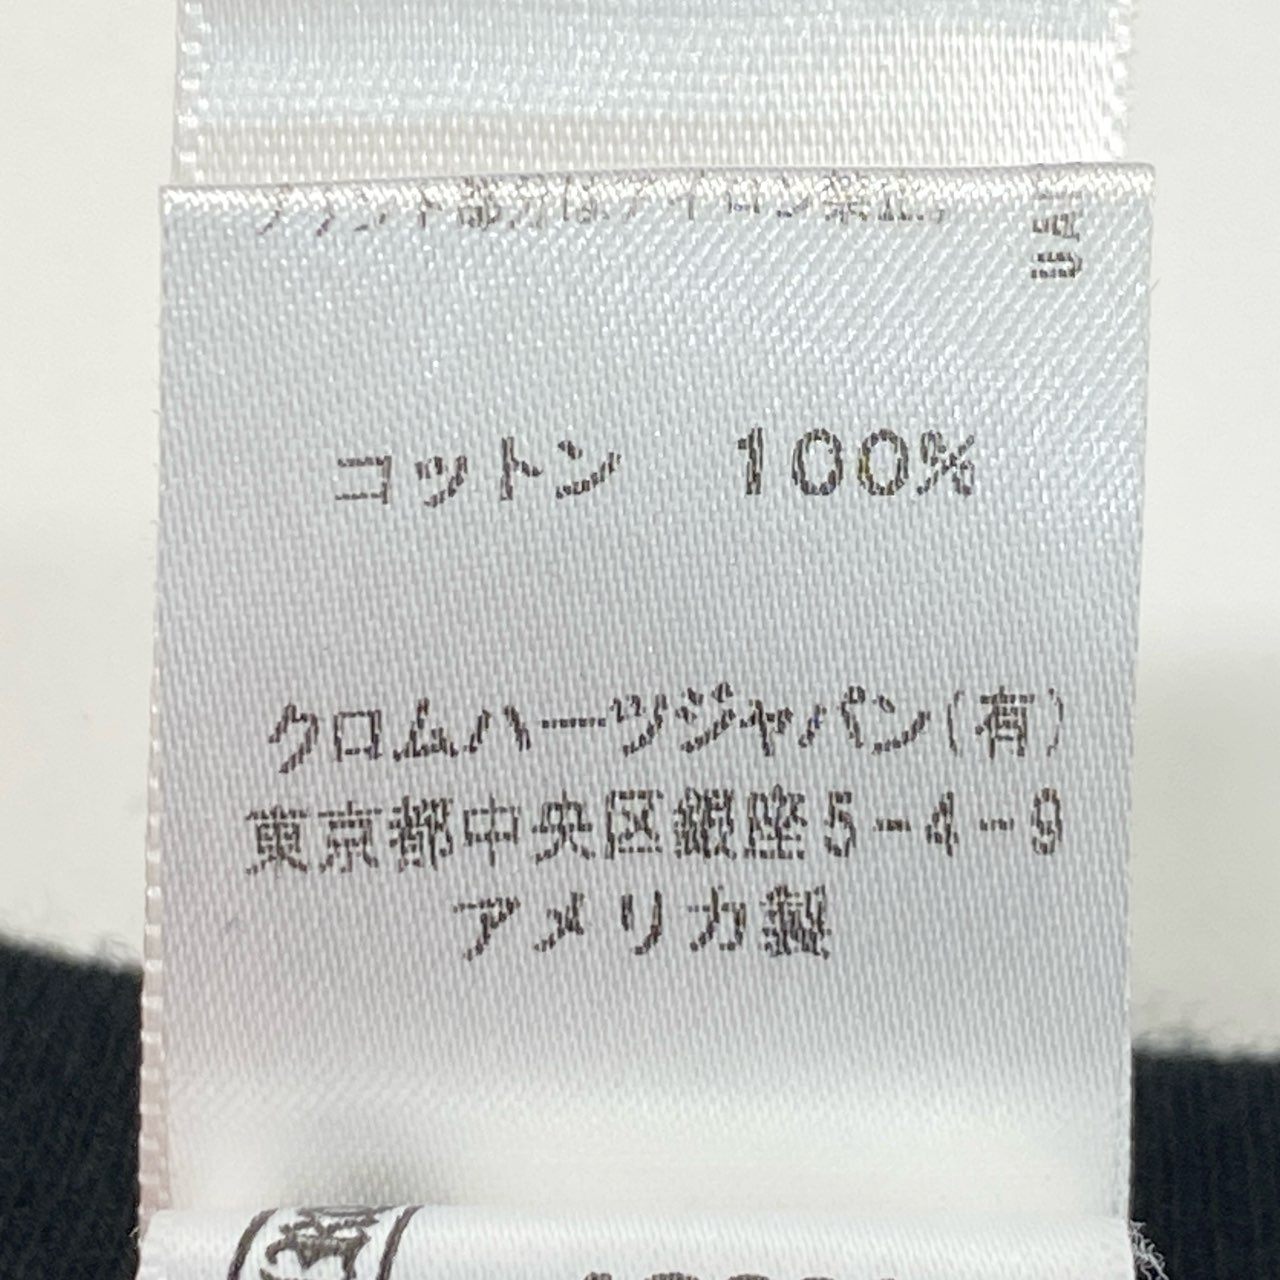 コットン　100%
クロムハーツジャパン(有)
東京都中央区銀座5-4-9
アメリカ製